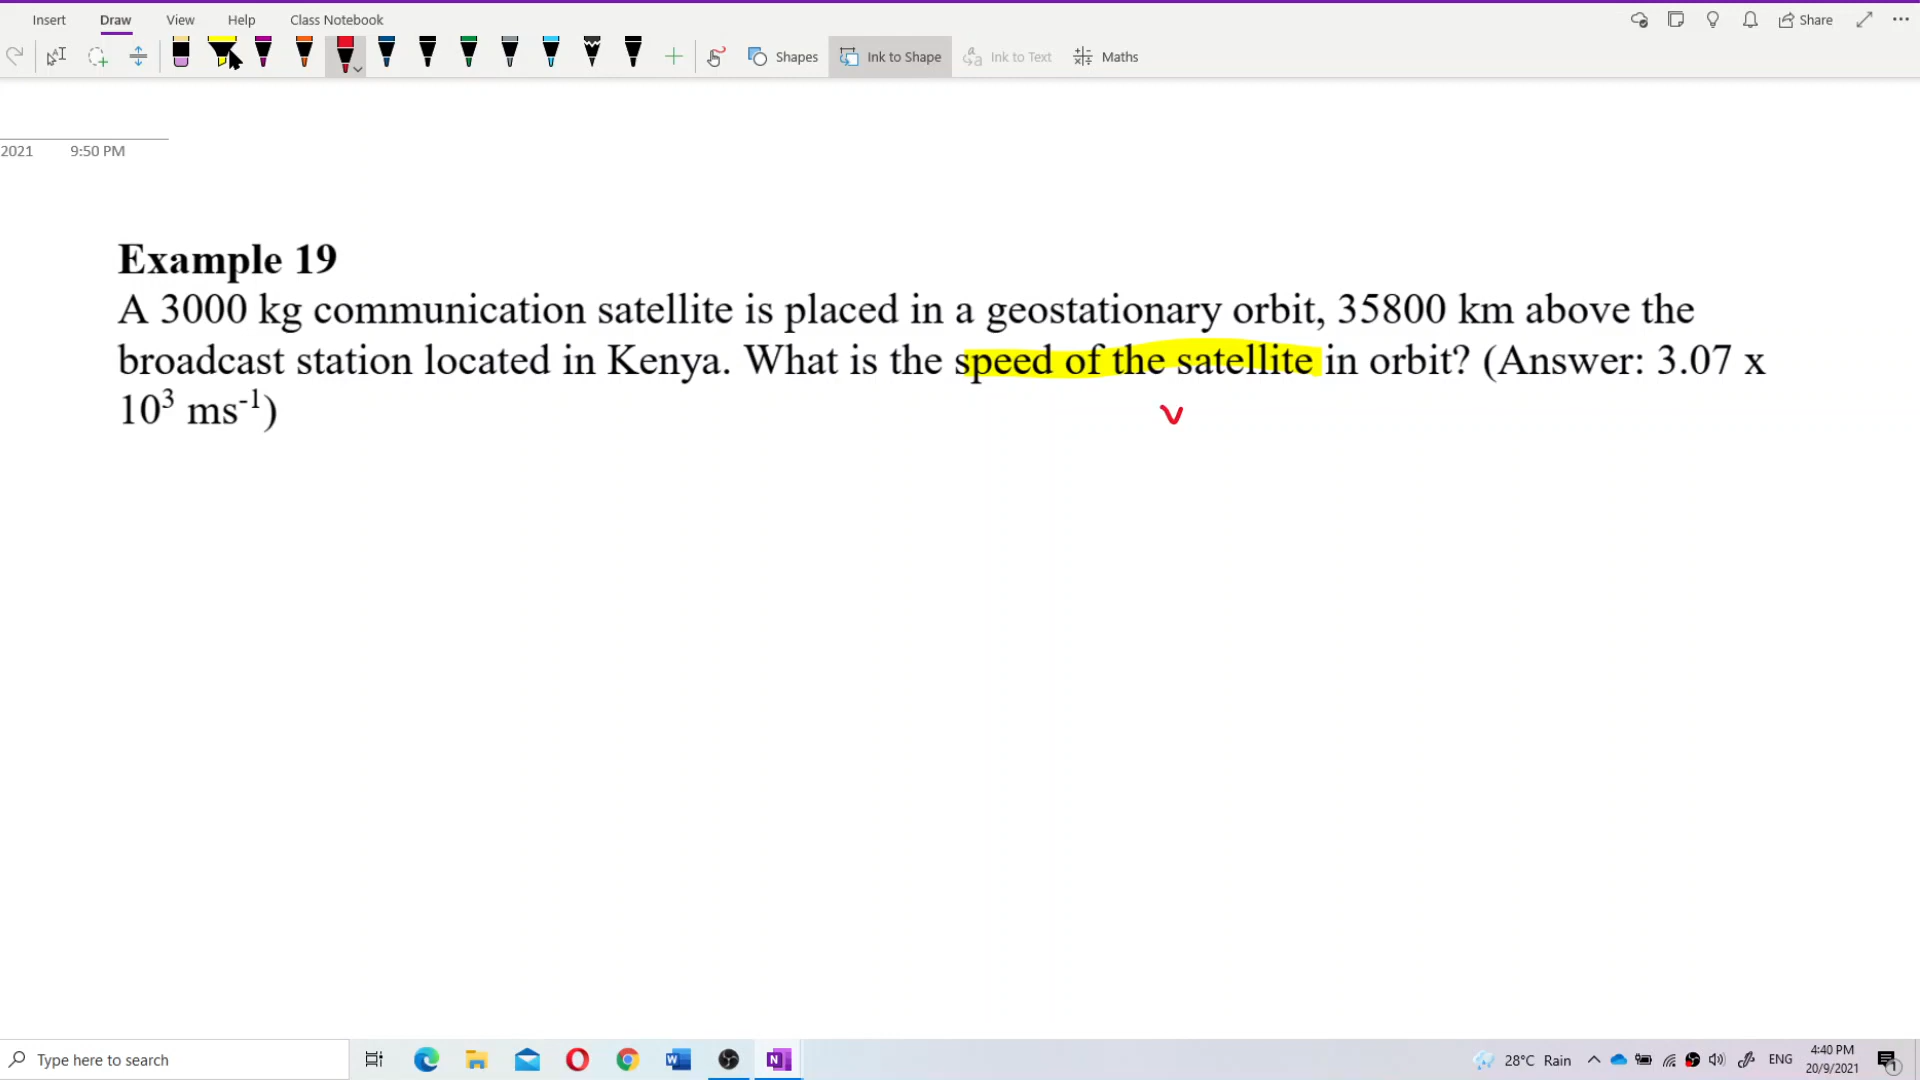 Insert Draw View Help Class Notebook Share
Shapes Ink to Shape Ink to Text Maths
2021 9:50 PM
Example 19
A 3000 kg communication satellite is placed in a geostationary orbit, 35800 km above the
broadcast station located in Kenya. What is the speed of the satellite in orbit? (Answer: 3.07 x
10³ ms⁻¹)
v
Type here to search 28°C Rain ENG 4:40 PM
20/9/2021 1